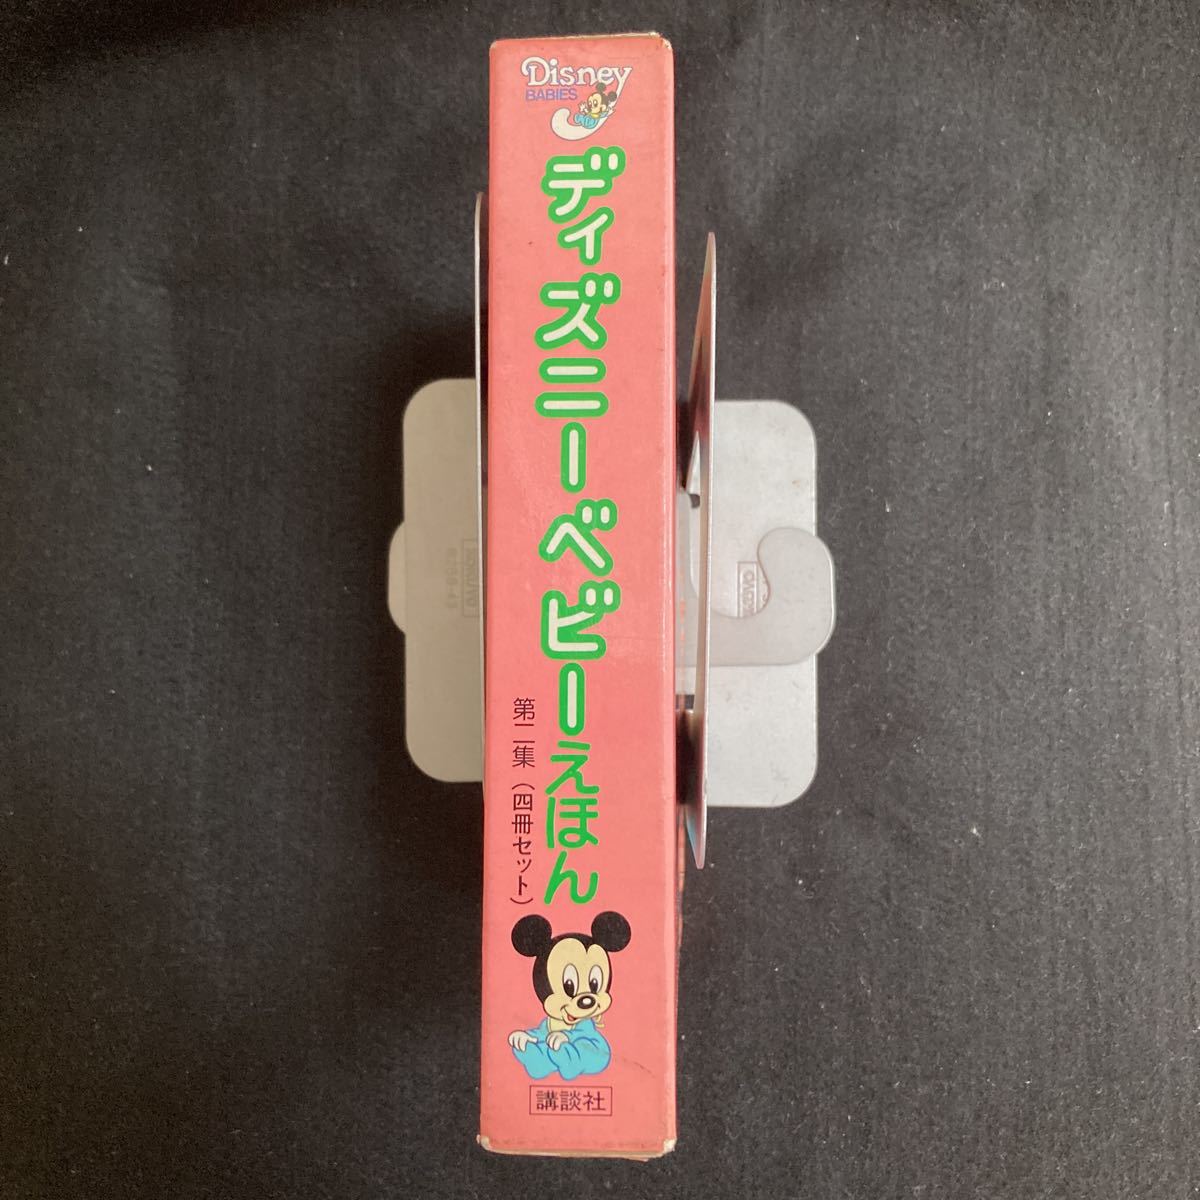 Disney
BABIES
ディズニーベビーえほん
第二集（四冊セット）
講談社